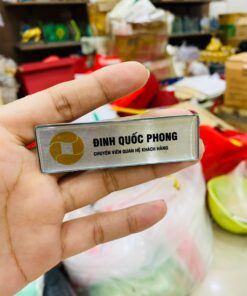 ĐINH QUỐC PHONG
CHUYÊN VIÊN QUAN HỆ KHÁCH HÀNG